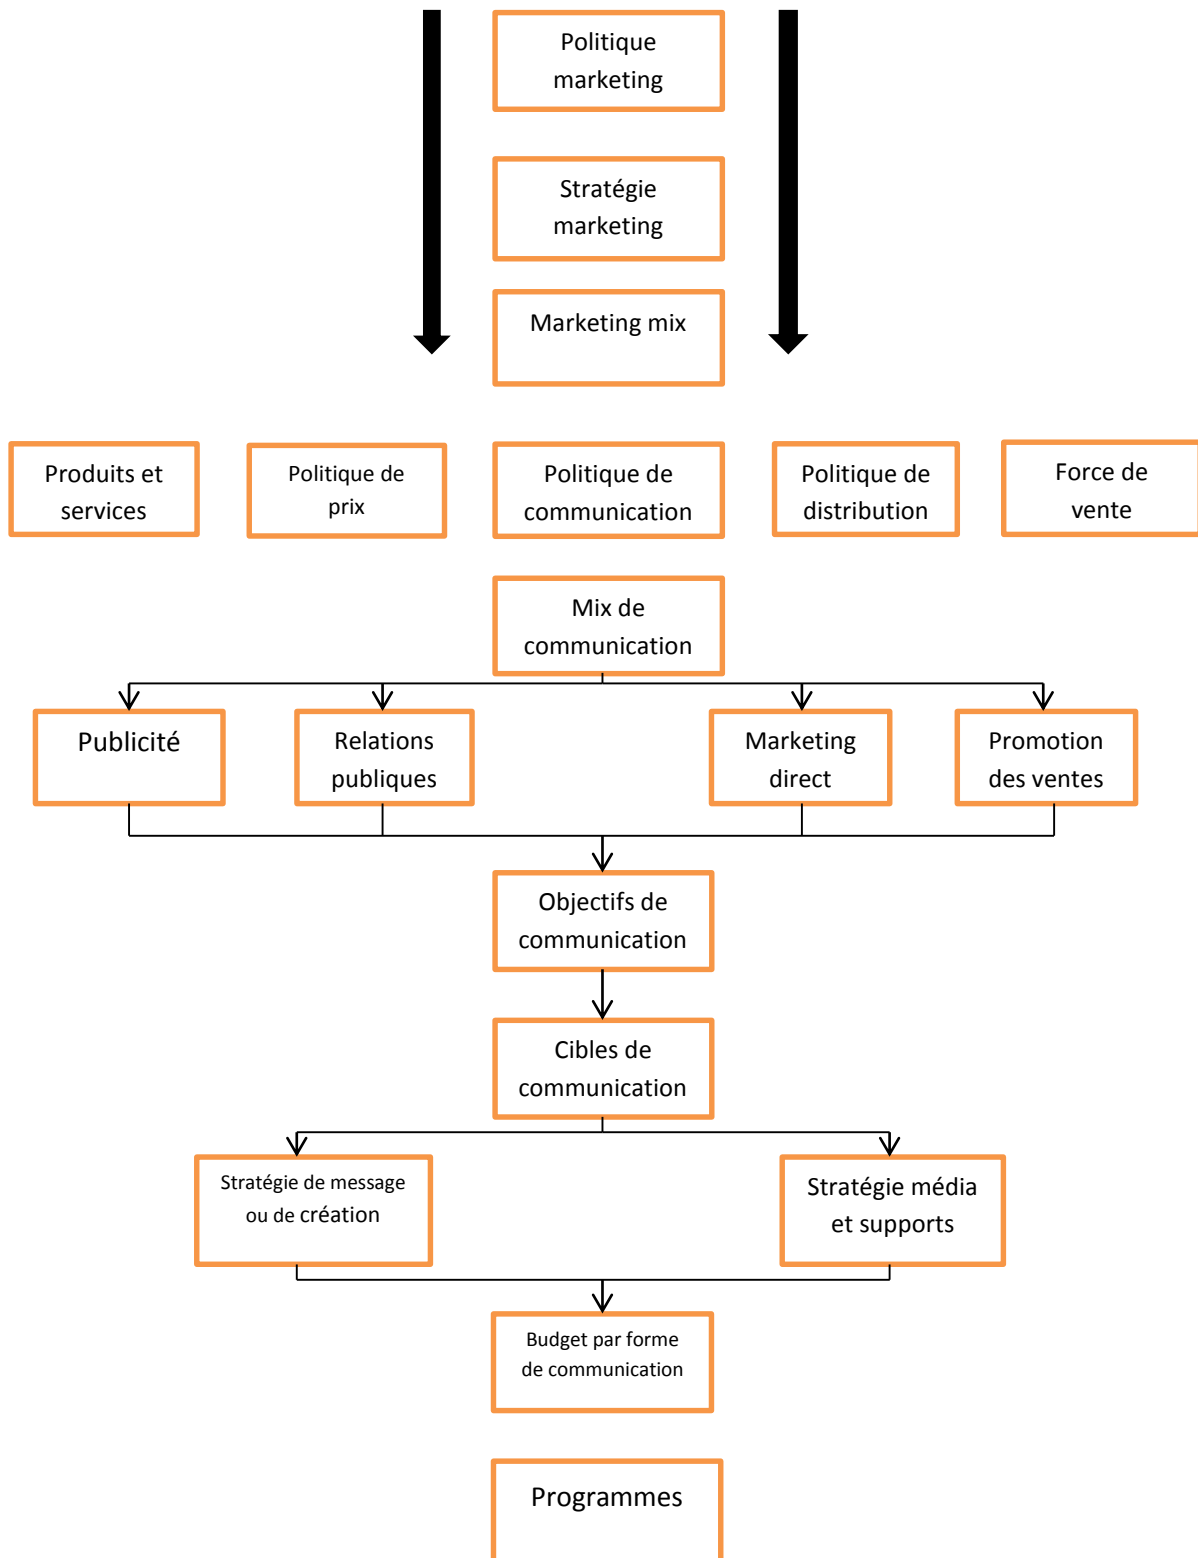 Politique
marketing
Stratégie
marketing
Marketing mix
Produits et
services
Politique de
prix
Politique de
communication
Politique de
distribution
Force de
vente
Mix de
communication
Publicité
Relations
publiques
Marketing
direct
Promotion
des ventes
Objectifs de
communication
Cibles de
communication
Stratégie de message
ou de création
Stratégie média
et supports
Budget par forme
de communication
Programmes